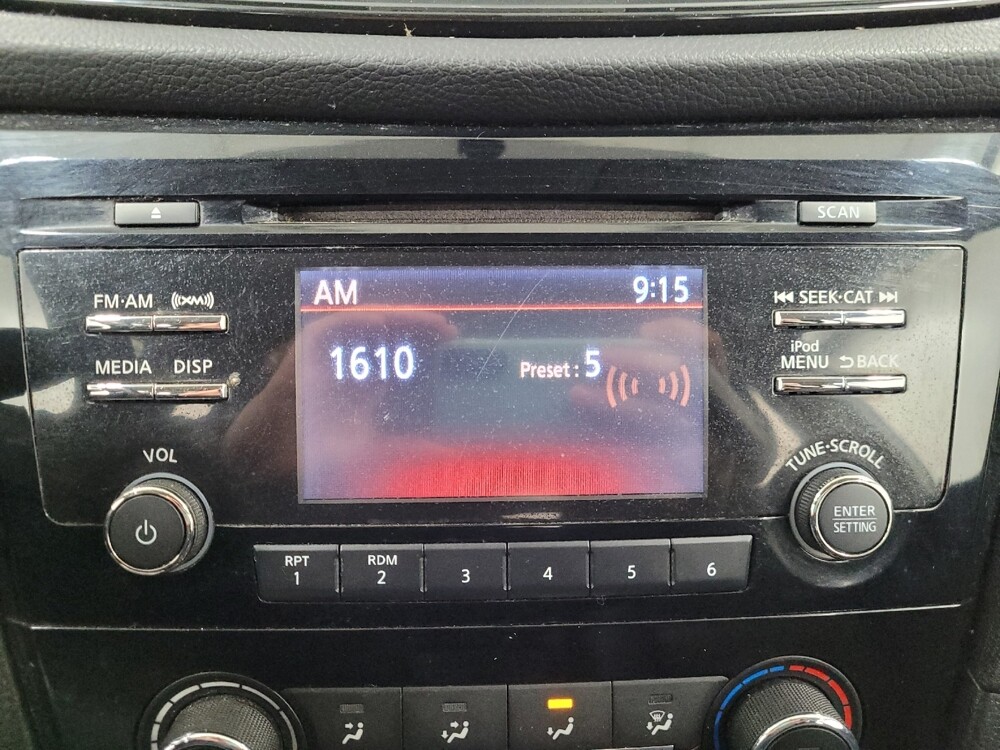 SCAN
FM·AM XM
MEDIA DISP
VOL
AM 9:15
1610 Preset : 5
SEEK·CAT
iPod
MENU BACK
TUNE·SCROLL
ENTER
SETTING
RPT RDM
1 2 3 4 5 6